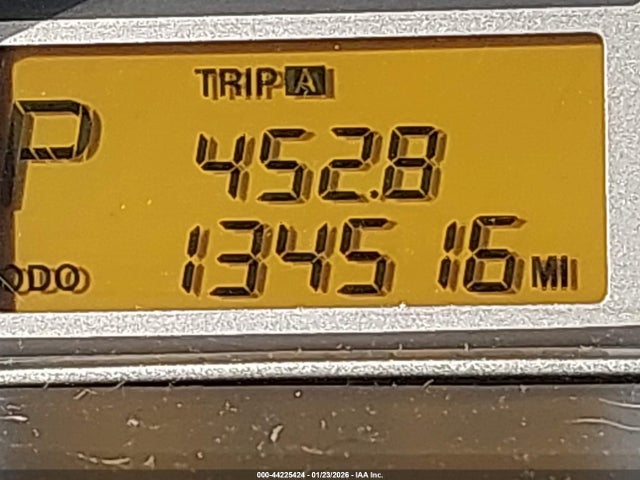 TRIP A
P
452.8
ODO 134516 MI
000-44225424 - 01/23/2026 - IAA Inc.